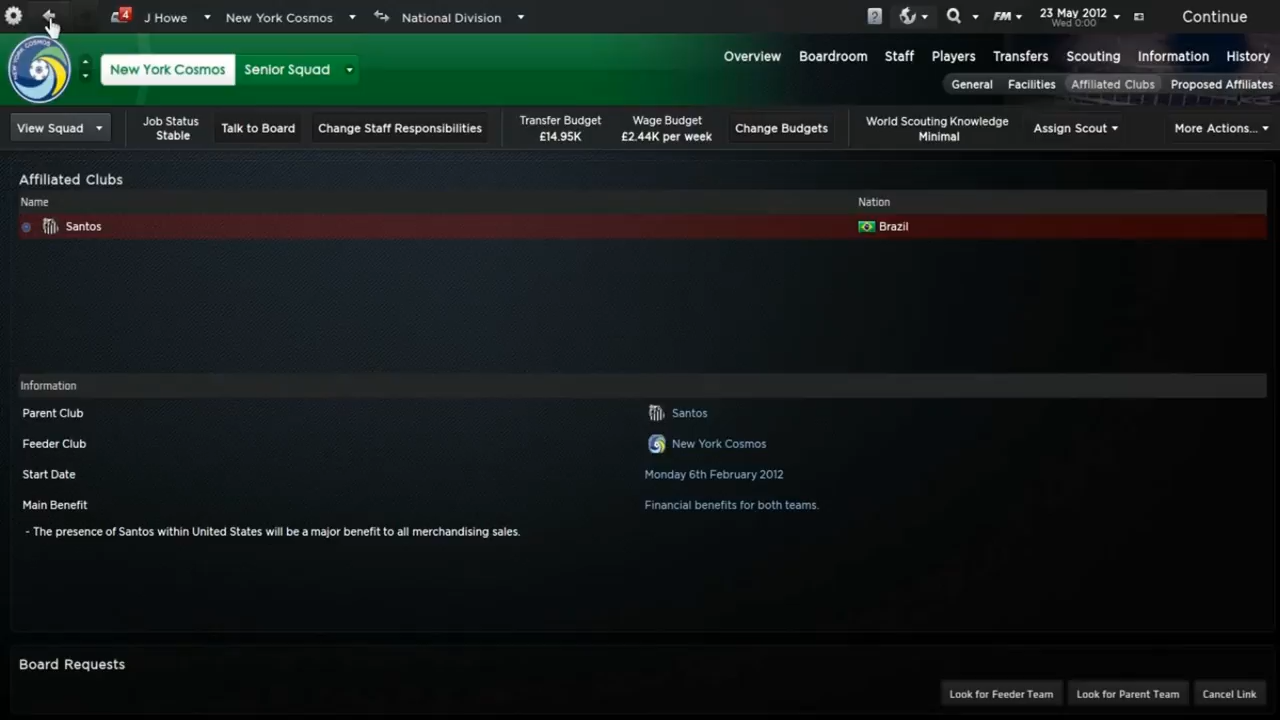 4 J Howe New York Cosmos National Division ? FM 23 May 2012 Wed 0:00 Continue
NEW YORK COSMOS
New York Cosmos Senior Squad
Overview Boardroom Staff Players Transfers Scouting Information History
General Facilities Affiliated Clubs Proposed Affiliates
View Squad Job Status Stable Talk to Board Change Staff Responsibilities Transfer Budget £14.95K Wage Budget £2.44K per week Change Budgets World Scouting Knowledge Minimal Assign Scout More Actions...
Affiliated Clubs
Name Nation
Santos Brazil
Information
Parent Club Santos
Feeder Club New York Cosmos
Start Date Monday 6th February 2012
Main Benefit Financial benefits for both teams.
- The presence of Santos within United States will be a major benefit to all merchandising sales.
Board Requests
Look for Feeder Team Look for Parent Team Cancel Link